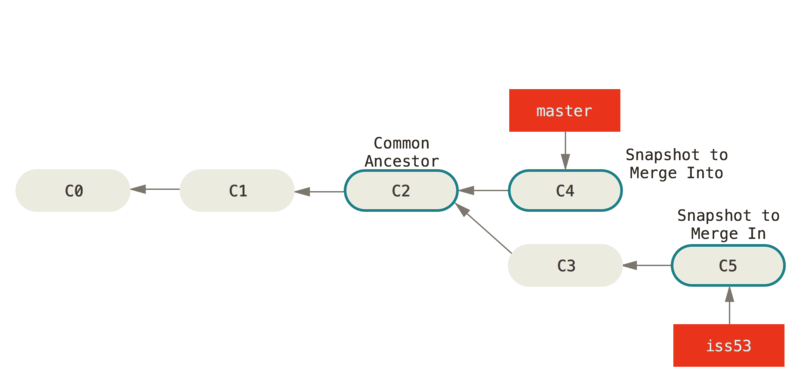 master
Common
Ancestor
Snapshot to
Merge Into
C0
C1
C2
C4
Snapshot to
Merge In
C3
C5
iss53